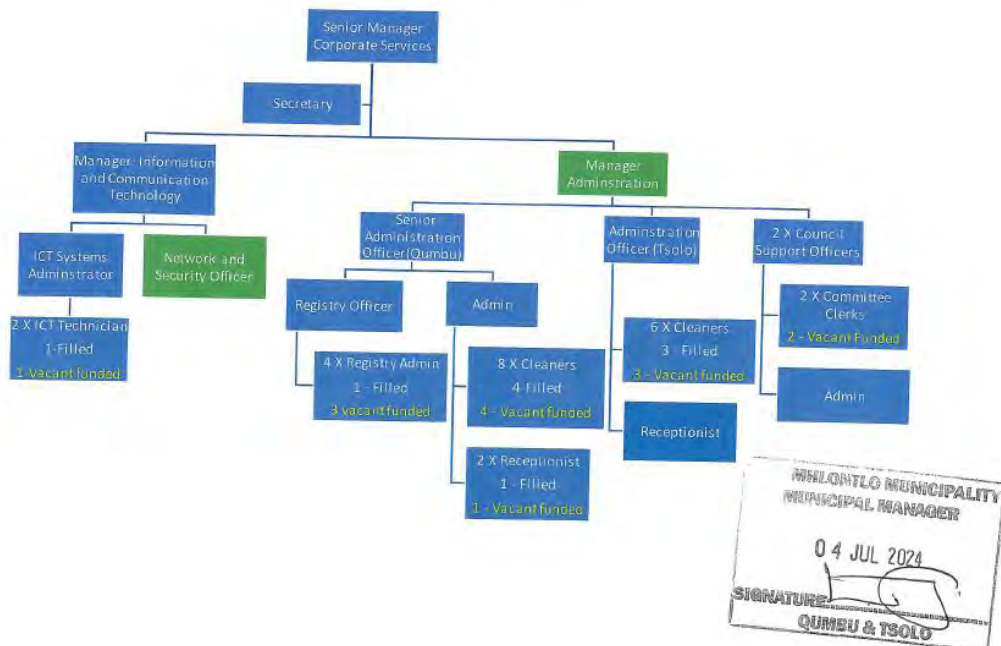 Senior Manager
Corporate Services
Secretary
Manager: Information
and Communication
Technology
Manager
Adminstration
ICT Systems
Adminstrator
Network and
Security Officer
Senior
Administration
Officer(Qumbu)
Adminstration
Officer (Tsolo)
2 X Council
Support Officers
2 X ICT Technician
1-Filled
1-Vacant funded
Registry Officer
Admin
4 X Registry Admin
1 - Filled
3 vacant funded
8 X Cleaners
4 Filled
4 - Vacant funded
2 X Receptionist
1 - Filled
1 - Vacant funded
6 X Cleaners
3 - Filled
3 - Vacant funded
Receptionist
2 X Committee
Clerks
2 - Vacant Funded
Admin
MHLONTLO MUNICIPALITY
MUNICIPAL MANAGER
04 JUL 2024
SIGNATURE
QUMBU & TSOLO